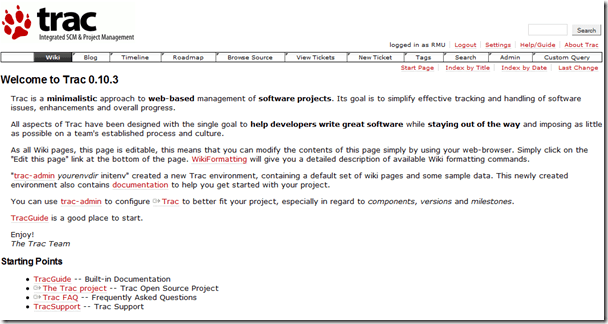 trac
Integrated SCM & Project Management
Search
logged in as RMU Logout Settings Help/Guide About Trac
Wiki Blog Timeline Roadmap Browse Source View Tickets New Ticket Tags Search Admin Custom Query
Start Page Index by Title Index by Date Last Change
Welcome to Trac 0.10.3
Trac is a minimalistic approach to web-based management of software projects. Its goal is to simplify effective tracking and handling of software
issues, enhancements and overall progress.
All aspects of Trac have been designed with the single goal to help developers write great software while staying out of the way and imposing as little
as possible on a team's established process and culture.
As all Wiki pages, this page is editable, this means that you can modify the contents of this page simply by using your web-browser. Simply click on the
"Edit this page" link at the bottom of the page. WikiFormatting will give you a detailed description of available Wiki formatting commands.
"trac-admin yourenvdir initenv" created a new Trac environment, containing a default set of wiki pages and some sample data. This newly created
environment also contains documentation to help you get started with your project.
You can use trac-admin to configure Trac to better fit your project, especially in regard to components, versions and milestones.
TracGuide is a good place to start.
Enjoy!
The Trac Team
Starting Points
TracGuide -- Built-in Documentation
The Trac project -- Trac Open Source Project
Trac FAQ -- Frequently Asked Questions
TracSupport -- Trac Support